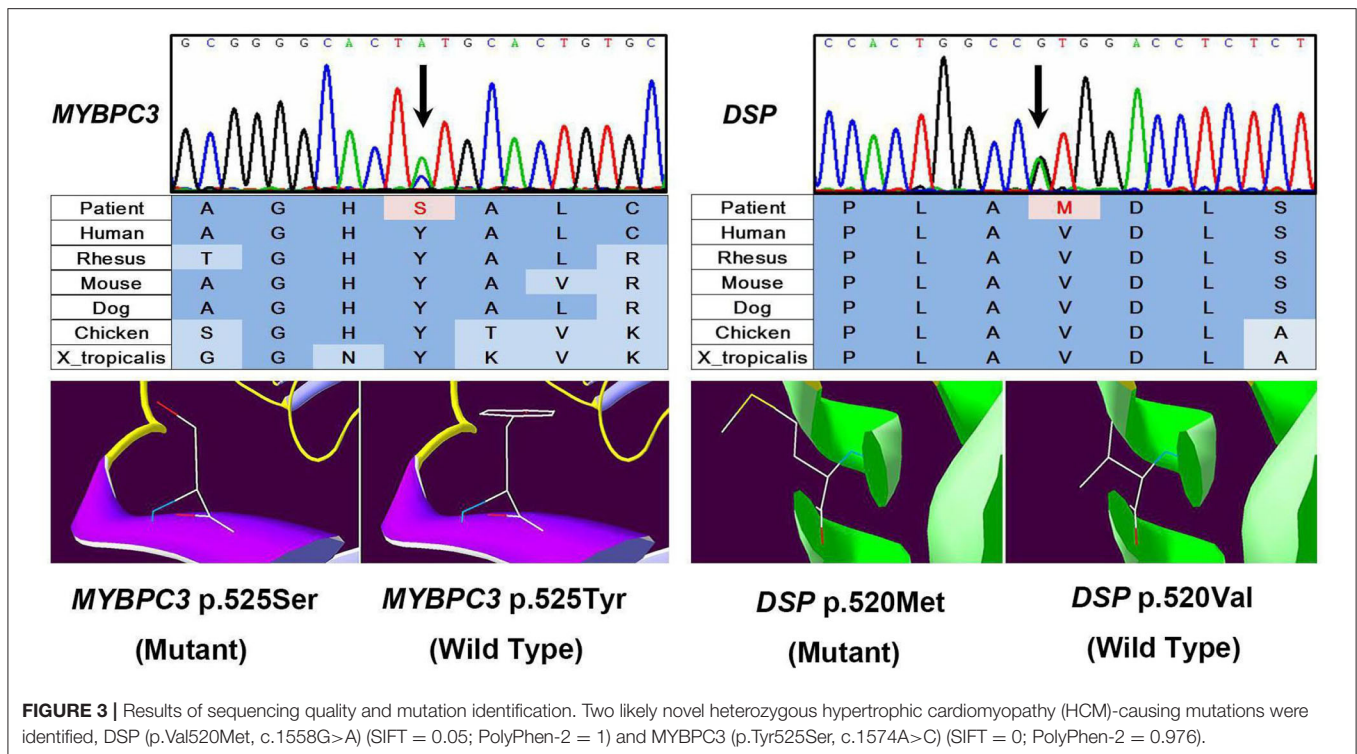 G C G G G G C A C T A T G C A C T G T G C
MYBPC3
Patient A G H S A L C
Human A G H Y A L C
Rhesus T G H Y A L R
Mouse A G H Y A V R
Dog A G H Y A L R
Chicken S G H Y T V K
X_tropicalis G G N Y K V K
MYBPC3 p.525Ser
(Mutant)
MYBPC3 p.525Tyr
(Wild Type)
C C A C T G G C C G T G G A C C T C T C T
DSP
Patient P L A M D L S
Human P L A V D L S
Rhesus P L A V D L S
Mouse P L A V D L S
Dog P L A V D L S
Chicken P L A V D L A
X_tropicalis P L A V D L A
DSP p.520Met
(Mutant)
DSP p.520Val
(Wild Type)
FIGURE 3 | Results of sequencing quality and mutation identification. Two likely novel heterozygous hypertrophic cardiomyopathy (HCM)-causing mutations were
identified, DSP (p.Val520Met, c.1558G>A) (SIFT = 0.05; PolyPhen-2 = 1) and MYBPC3 (p.Tyr525Ser, c.1574A>C) (SIFT = 0; PolyPhen-2 = 0.976).